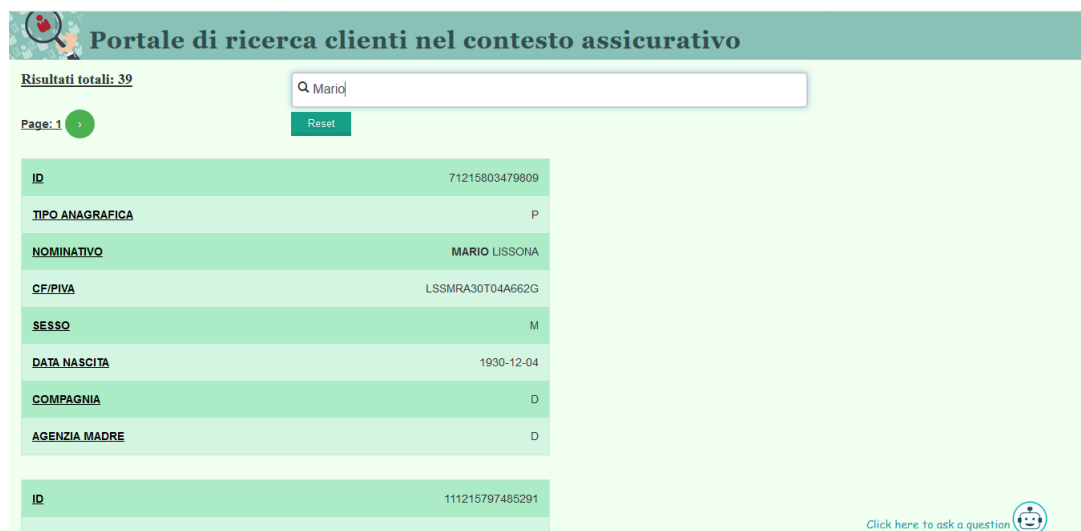 Portale di ricerca clienti nel contesto assicurativo
Risultati totali: 39
Mario
Page: 1 ›
Reset
ID 71215803479809
TIPO ANAGRAFICA P
NOMINATIVO MARIO LISSONA
CF/PIVA LSSMRA30T04A662G
SESSO M
DATA NASCITA 1930-12-04
COMPAGNIA D
AGENZIA MADRE D
ID 111215797485291
Click here to ask a question